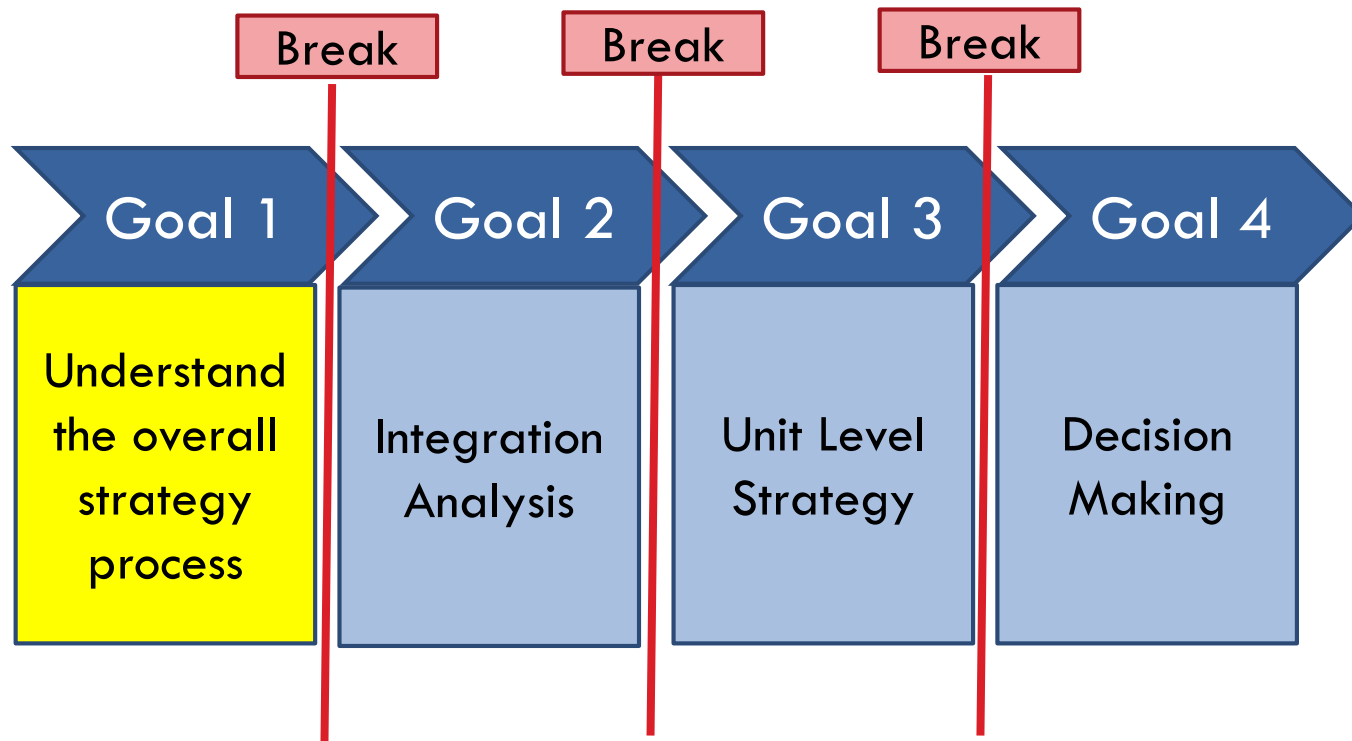 Break
Break
Break
Goal 1
Goal 2
Goal 3
Goal 4
Understand
the overall
strategy
process
Integration
Analysis
Unit Level
Strategy
Decision
Making